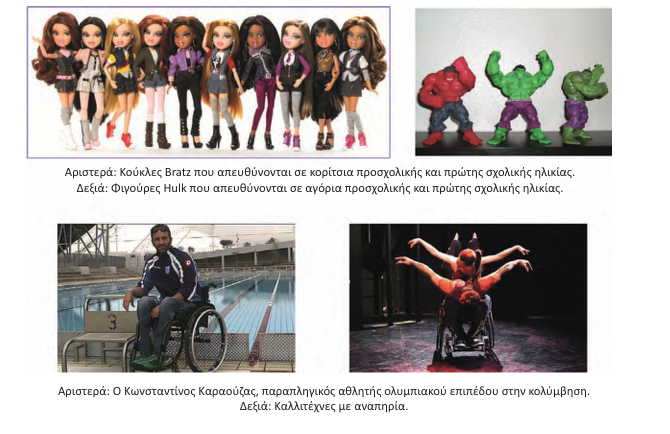 Αριστερά: Κούκλες Bratz που απευθύνονται σε κορίτσια προσχολικής και πρώτης σχολικής ηλικίας.
Δεξιά: Φιγούρες Hulk που απευθύνονται σε αγόρια προσχολικής και πρώτης σχολικής ηλικίας.
3
Αριστερά: Ο Κωνσταντίνος Καραούζας, παραπληγικός αθλητής ολυμπιακού επιπέδου στην κολύμβηση.
Δεξιά: Καλλιτέχνες με αναπηρία.